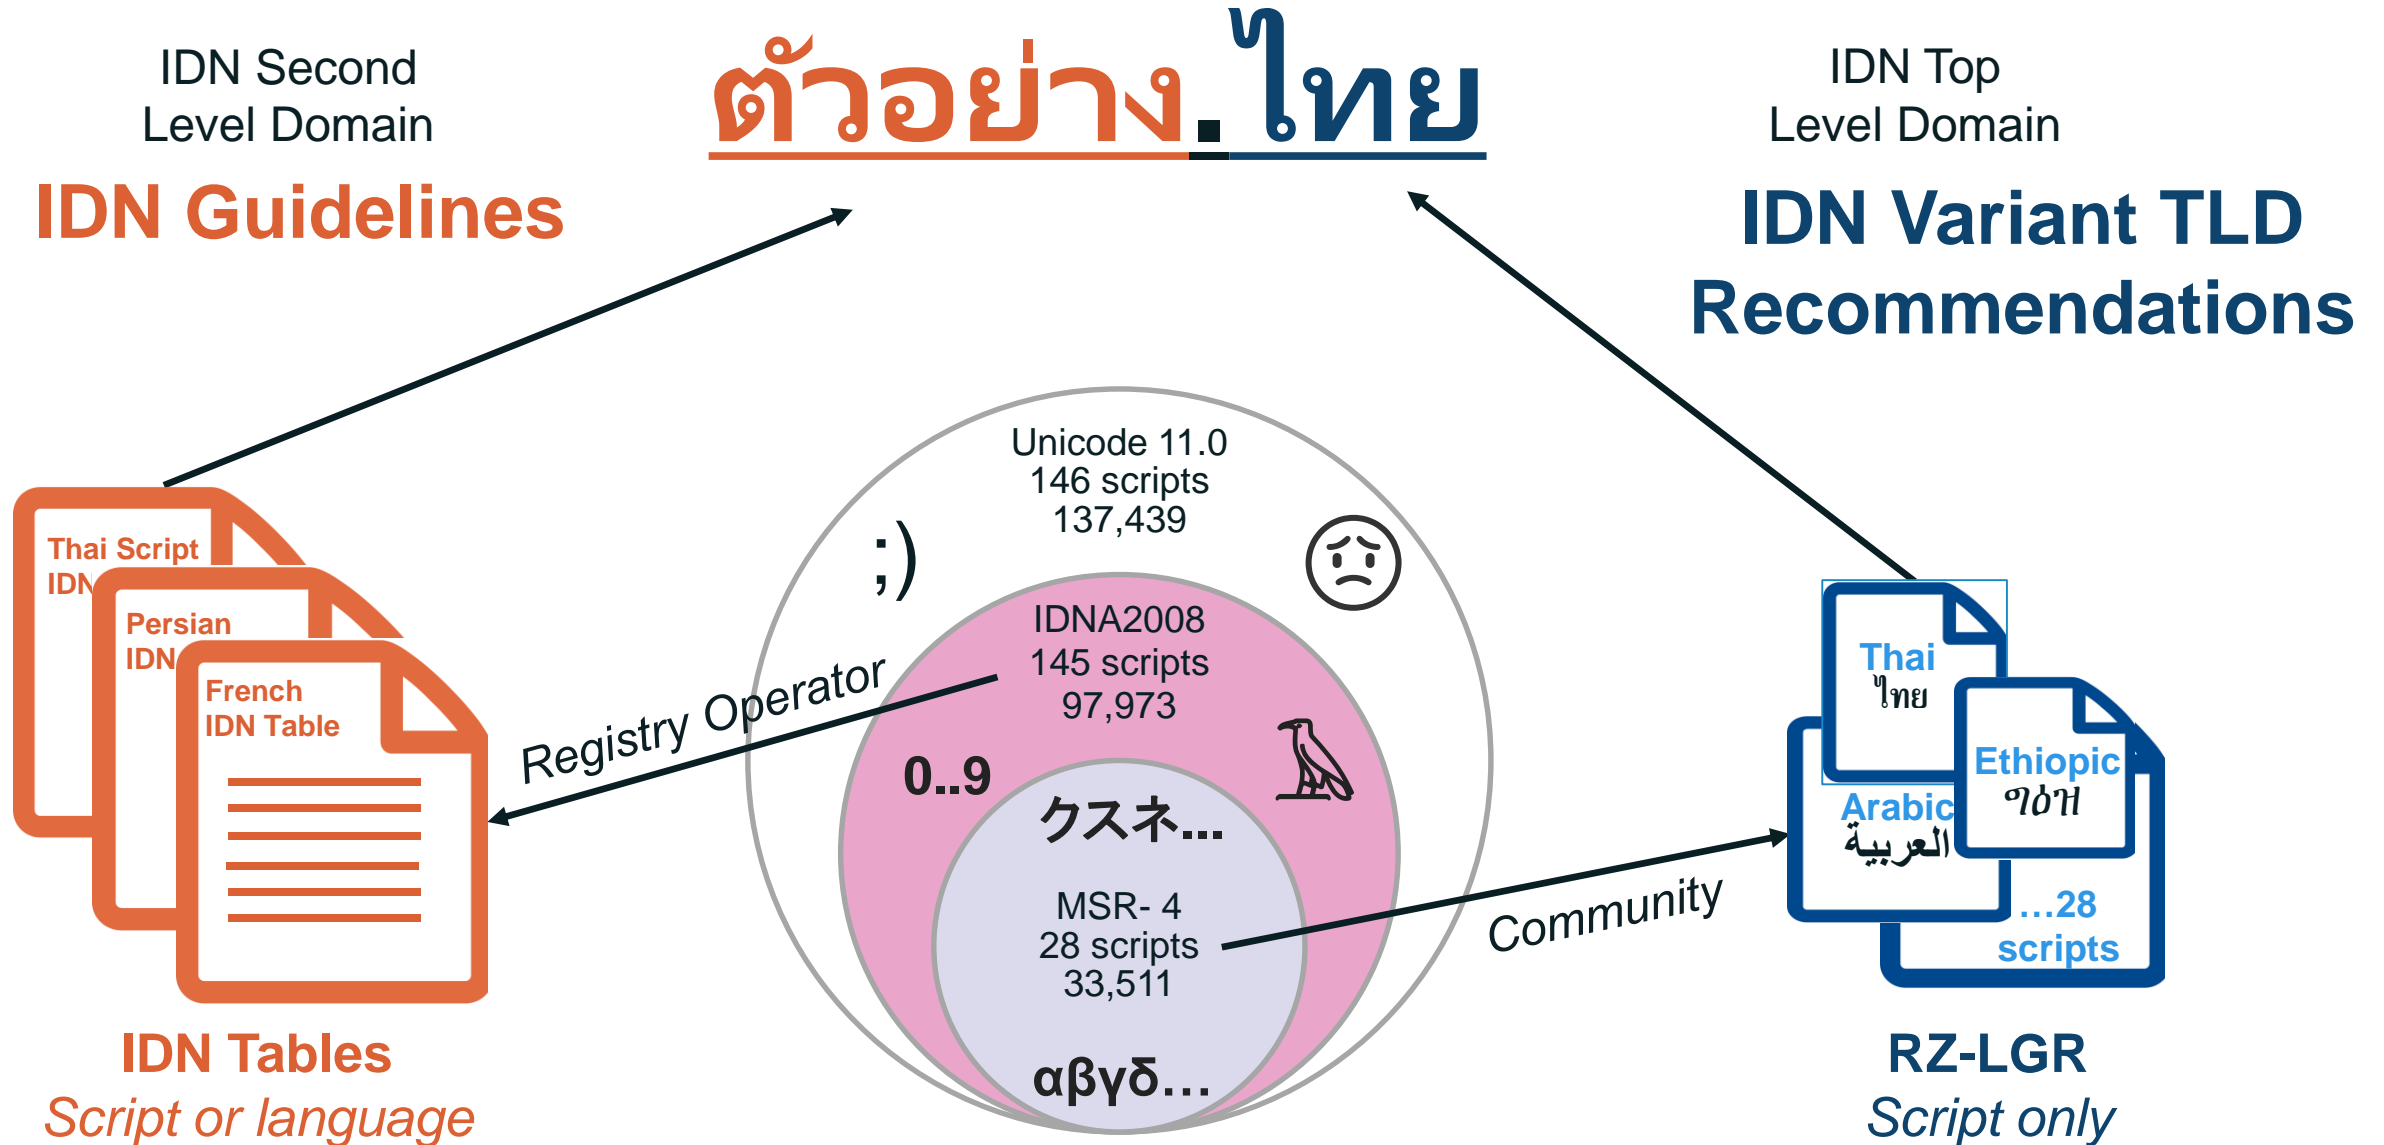 IDN Second
Level Domain
IDN Guidelines
ตัวอย่าง.ไทย
IDN Top
Level Domain
IDN Variant TLD
Recommendations
Thai Script
IDN
Persian
IDN
French
IDN Table
IDN Tables
Script or language
Registry Operator
Unicode 11.0
146 scripts
137,439
;)
IDNA2008
145 scripts
97,973
0..9
クスネ...
MSR- 4
28 scripts
33,511
αβγδ...
Community
Thai
ไทย
Ethiopic
ግዕዝ
Arabic
العربية
...28
scripts
RZ-LGR
Script only